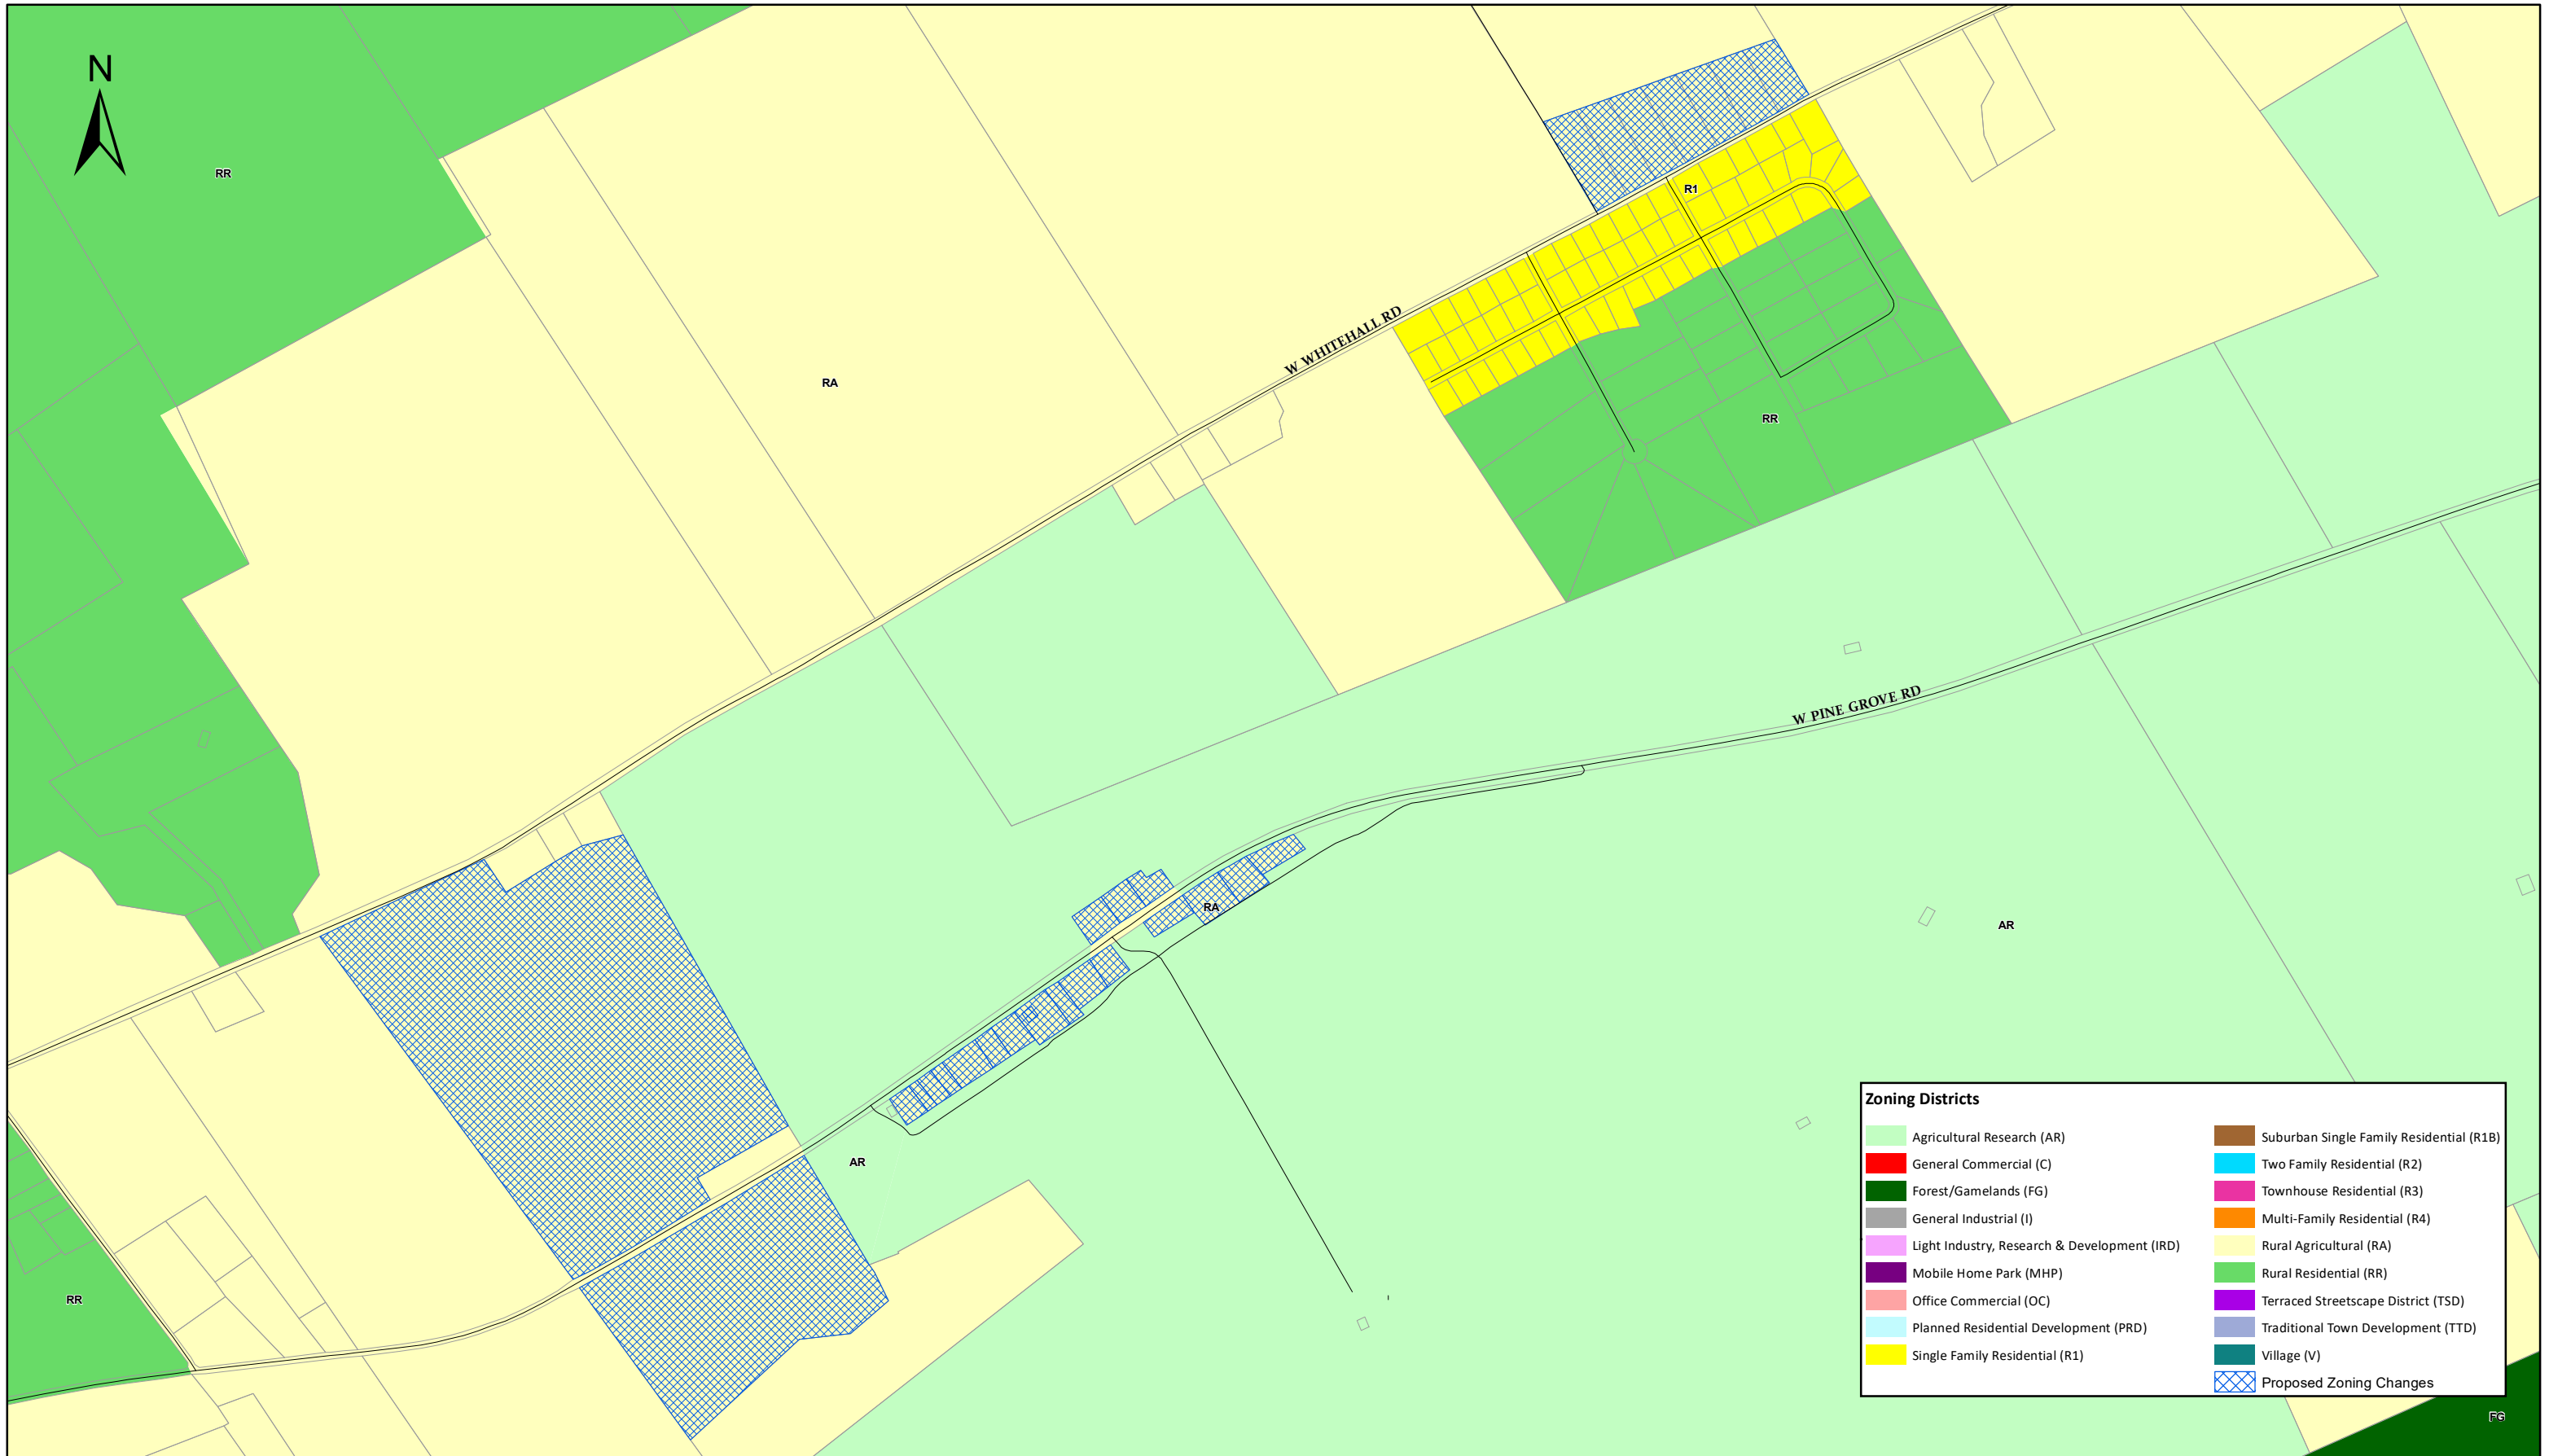 N
RR
R1
W WHITEHALL RD
RA
RR
W PINE GROVE RD
RA
AR
AR
RR
Zoning Districts
Agricultural Research (AR)
General Commercial (C)
Forest/Gamelands (FG)
General Industrial (I)
Light Industry, Research & Development (IRD)
Mobile Home Park (MHP)
Office Commercial (OC)
Planned Residential Development (PRD)
Single Family Residential (R1)
Suburban Single Family Residential (R1B)
Two Family Residential (R2)
Townhouse Residential (R3)
Multi-Family Residential (R4)
Rural Agricultural (RA)
Rural Residential (RR)
Terraced Streetscape District (TSD)
Traditional Town Development (TTD)
Village (V)
Proposed Zoning Changes
FG